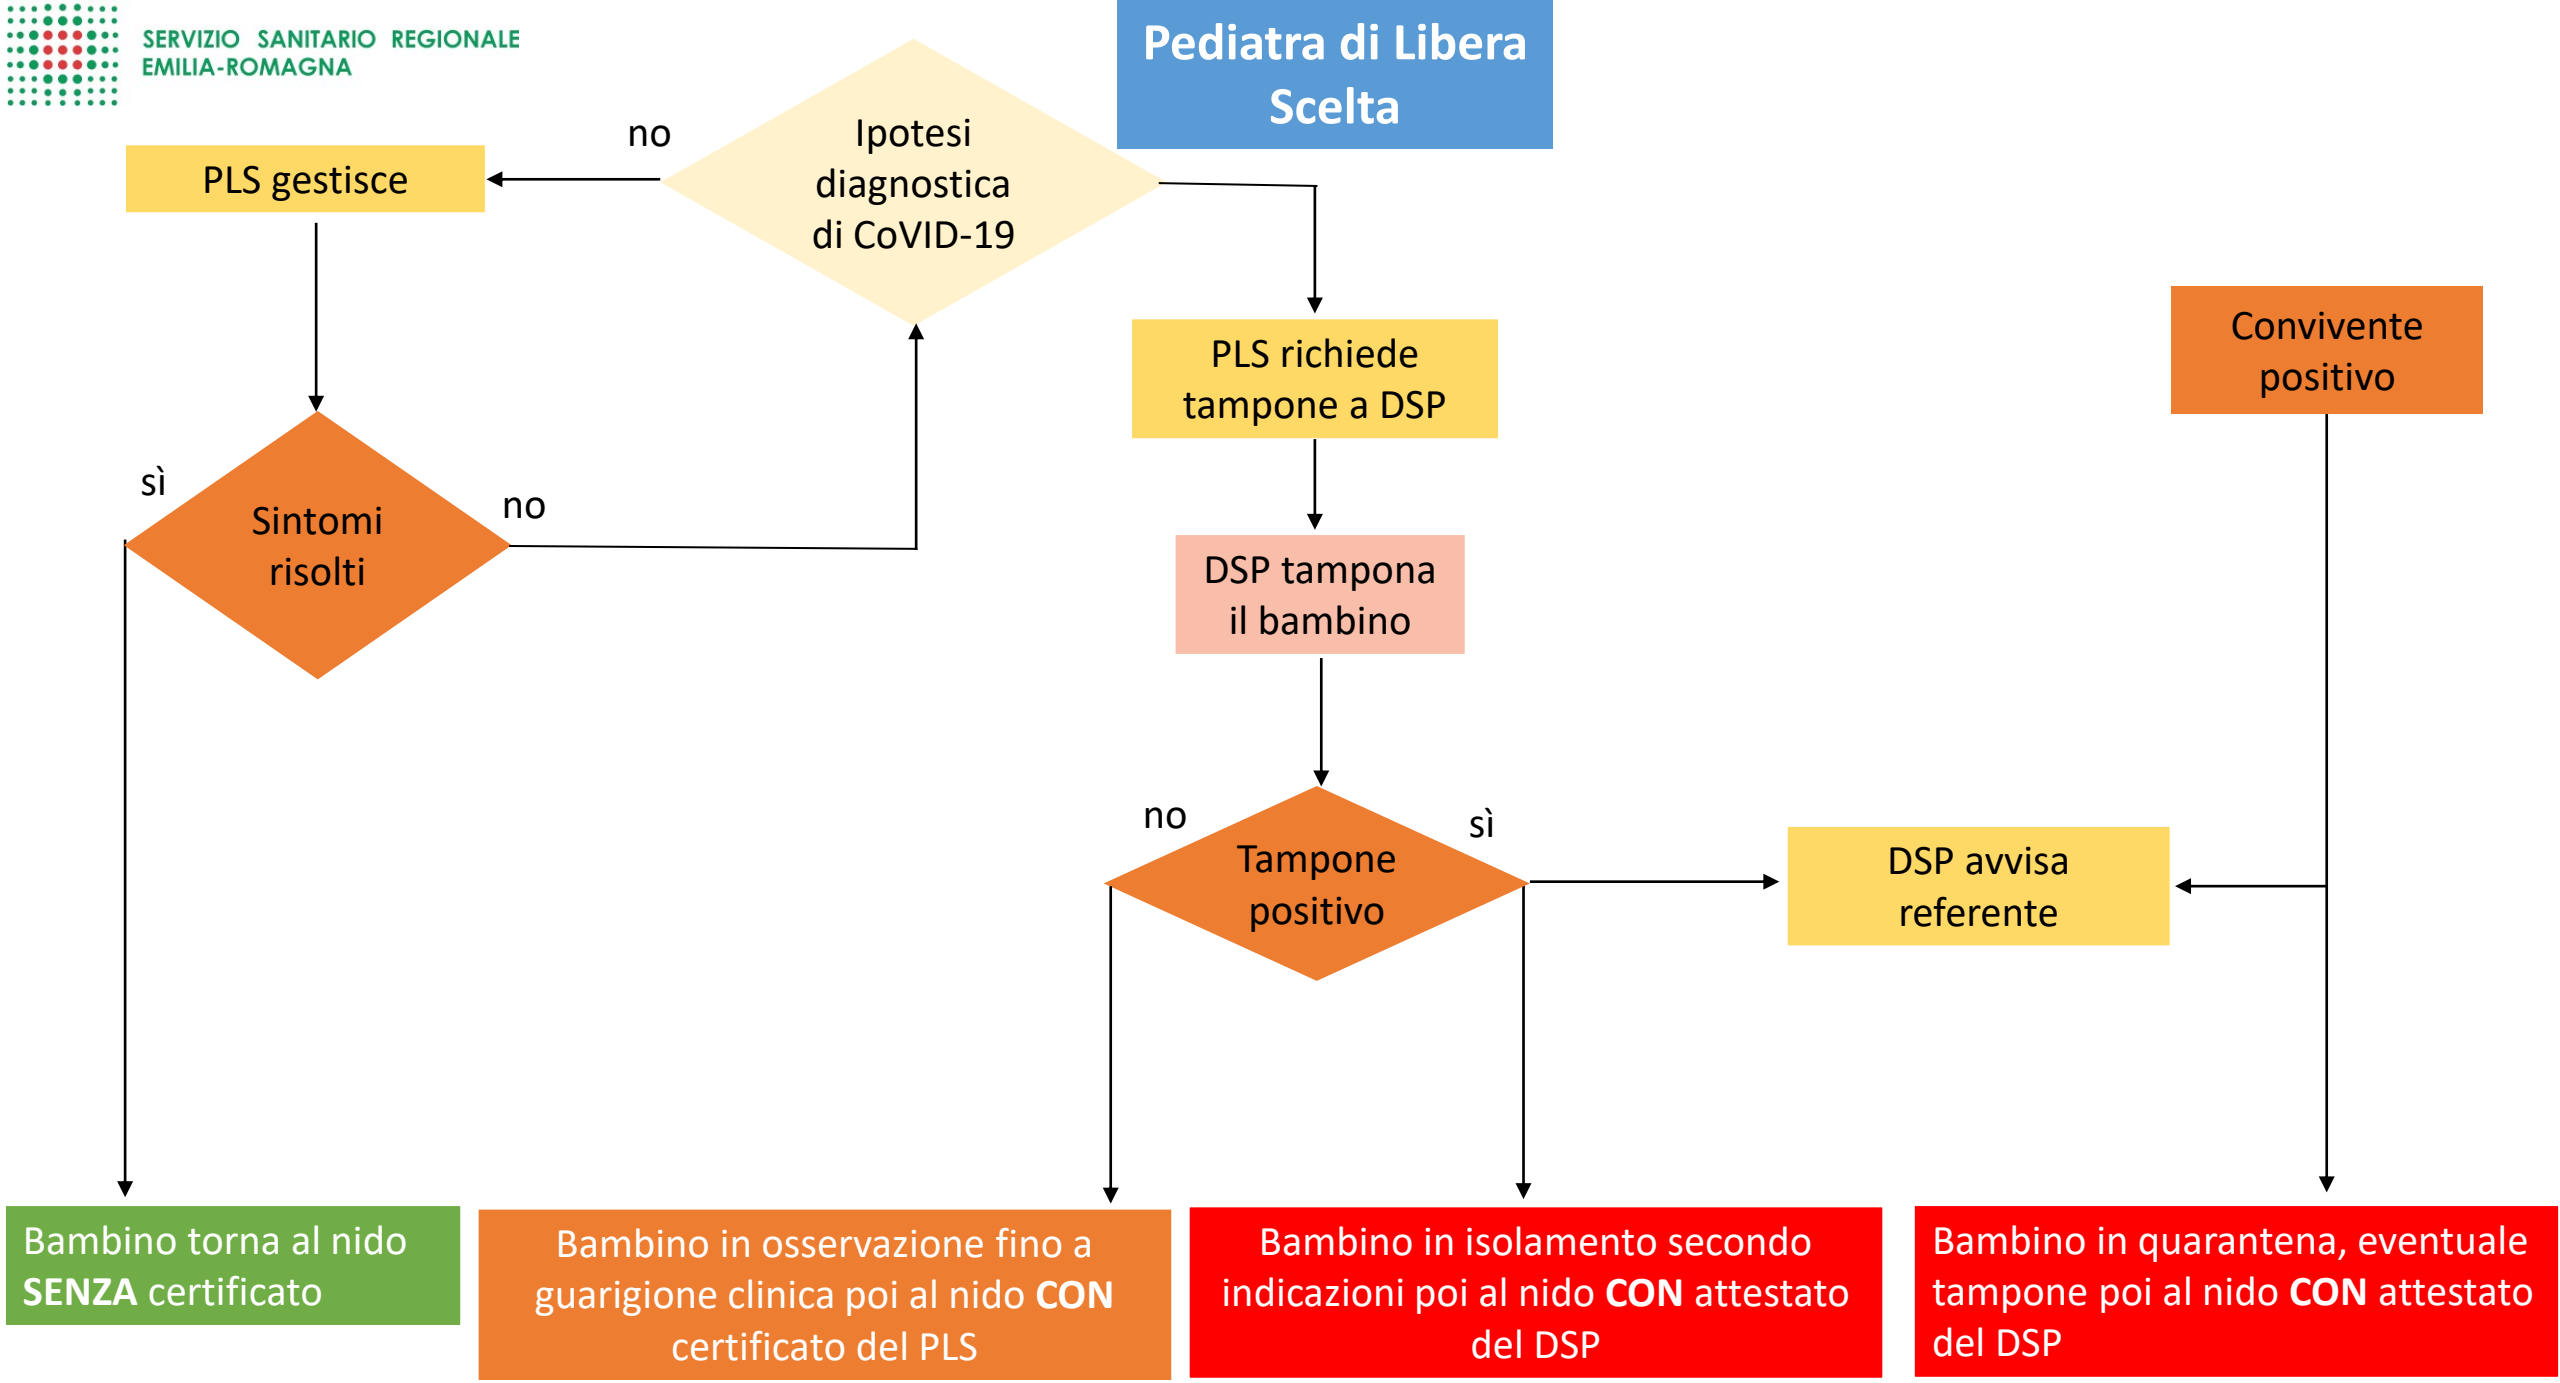 SERVIZIO SANITARIO REGIONALE
EMILIA-ROMAGNA
Pediatra di Libera
Scelta
no
Ipotesi
diagnostica
di CoVID-19
PLS gestisce
PLS richiede
tampone a DSP
Convivente
positivo
sì
Sintomi
risolti
no
DSP tampona
il bambino
no
Tampone
positivo
sì
DSP avvisa
referente
Bambino torna al nido
SENZA certificato
Bambino in osservazione fino a
guarigione clinica poi al nido CON
certificato del PLS
Bambino in isolamento secondo
indicazioni poi al nido CON attestato
del DSP
Bambino in quarantena, eventuale
tampone poi al nido CON attestato
del DSP